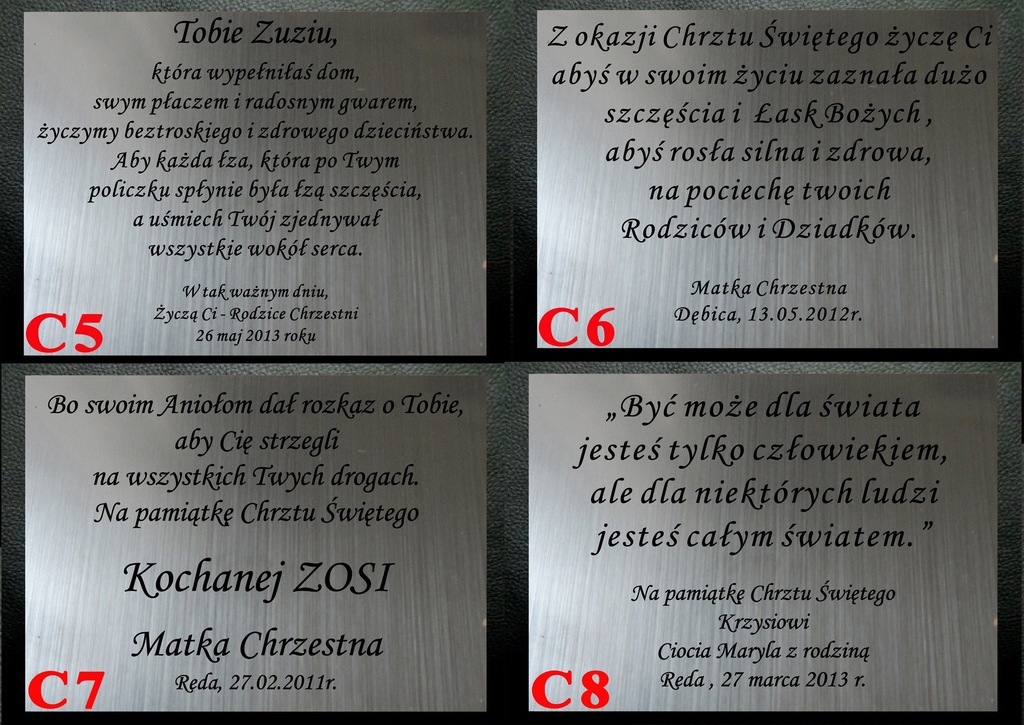 Tobie Zuziu,
która wypełniłaś dom,
swym płaczem i radosnym gwarem,
życzymy beztroskiego i zdrowego dzieciństwa.
Aby każda łza, która po Twym
policzku spłynie była łzą szczęścia,
a uśmiech Twój zjednywał
wszystkie wokół serca.
W tak ważnym dniu,
Życzą Ci - Rodzice Chrzestni
26 maj 2013 roku
C5
Z okazji Chrztu Świętego życzę Ci
abyś w swoim życiu zaznała dużo
szczęścia i Łask Bożych ,
abyś rosła silna i zdrowa,
na pociechę twoich
Rodziców i Dziadków.
Matka Chrzestna
Dębica, 13.05.2012r.
C6
Bo swoim Aniołom dał rozkaz o Tobie,
aby Cię strzegli
na wszystkich Twych drogach.
Na pamiątkę Chrztu Świętego
Kochanej ZOSI
Matka Chrzestna
Reda, 27.02.2011r.
C7
„Być może dla świata
jesteś tylko człowiekiem,
ale dla niektórych ludzi
jesteś całym światem."
Na pamiątkę Chrztu Świętego
Krzysiowi
Ciocia Maryla z rodziną
Reda , 27 marca 2013 r.
C8